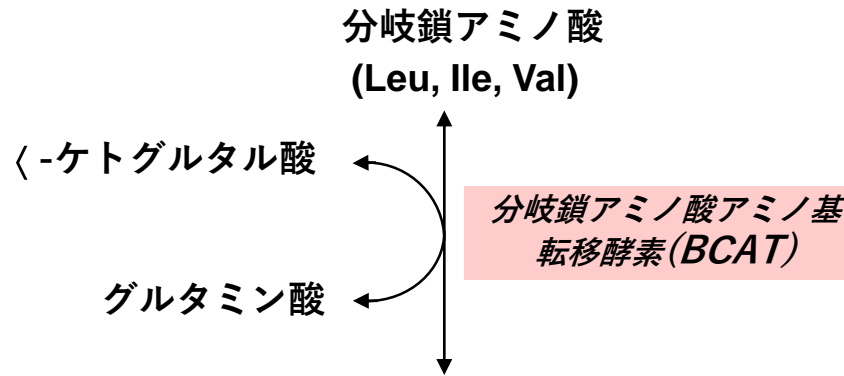 分岐鎖アミノ酸
(Leu, Ile, Val)
〈 -ケトグルタル酸
分岐鎖アミノ酸アミノ基
転移酵素(BCAT)
グルタミン酸